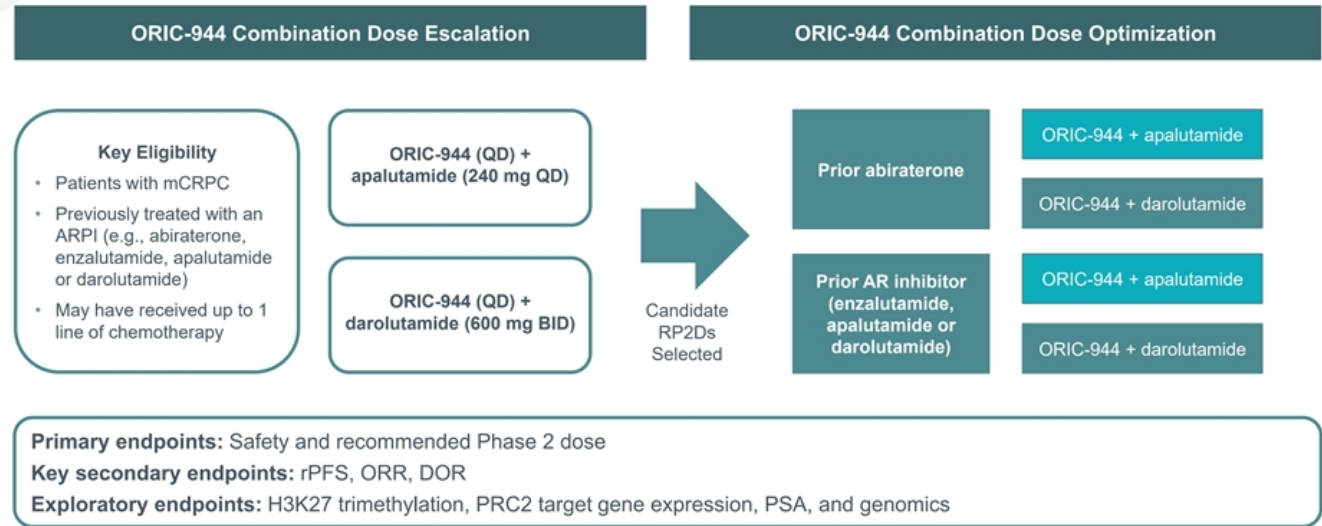 ORIC-944 Combination Dose Escalation
ORIC-944 Combination Dose Optimization
Key Eligibility
• Patients with mCRPC
• Previously treated with an
ARPI (e.g., abiraterone,
enzalutamide, apalutamide
or darolutamide)
• May have received up to 1
line of chemotherapy
ORIC-944 (QD) +
apalutamide (240 mg QD)
ORIC-944 (QD) +
darolutamide (600 mg BID)
Candidate
RP2Ds
Selected
Prior abiraterone
ORIC-944 + apalutamide
ORIC-944 + darolutamide
Prior AR inhibitor
(enzalutamide,
apalutamide or
darolutamide)
ORIC-944 + apalutamide
ORIC-944 + darolutamide
Primary endpoints: Safety and recommended Phase 2 dose
Key secondary endpoints: rPFS, ORR, DOR
Exploratory endpoints: H3K27 trimethylation, PRC2 target gene expression, PSA, and genomics